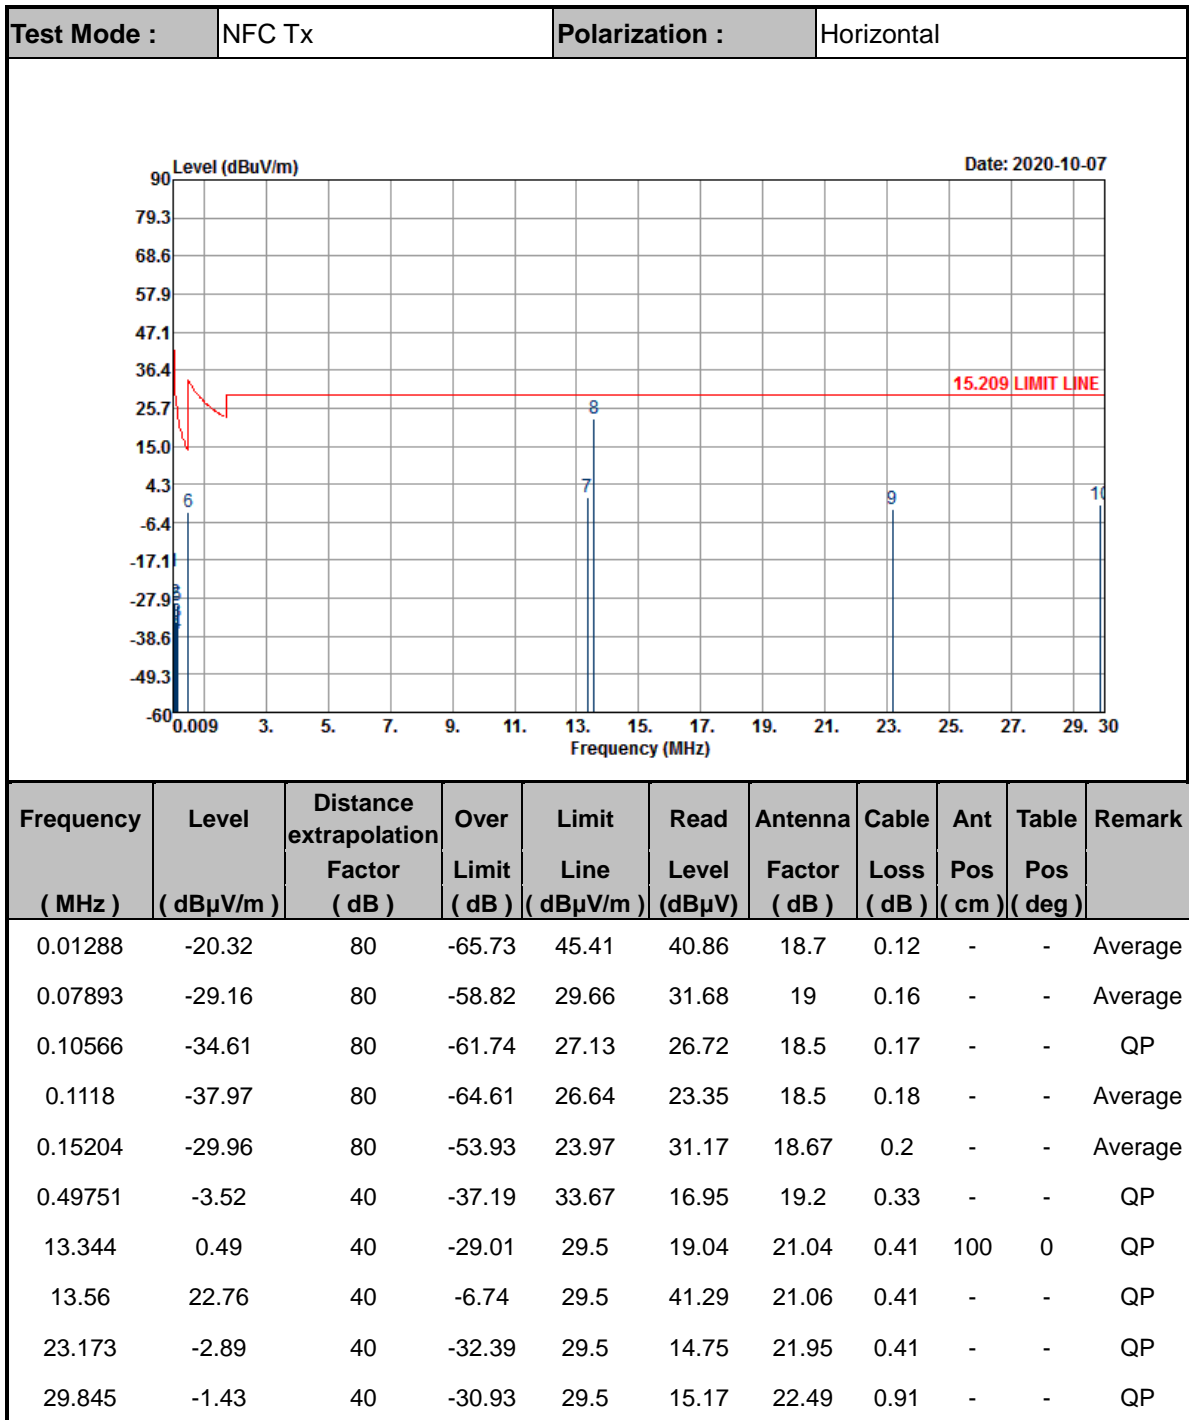 Test Mode : NFC Tx Polarization : Horizontal
Level (dBuV/m) Date: 2020-10-07
90
79.3
68.6
57.9
47.1
36.4
15.209 LIMIT LINE
25.7
8
15.0
4.3
7
10
6
9
-6.4
-17.1
-27.9
-38.6
-49.3
-60
0.009 3. 5. 7. 9. 11. 13. 15. 17. 19. 21. 23. 25. 27. 29. 30
Frequency (MHz)
Frequency Level Distance extrapolation Over Limit Read Antenna Cable Ant Table Remark
Factor Limit Line Level Factor Loss Pos Pos
( MHz ) ( dBµV/m ) ( dB ) ( dB ) ( dBµV/m ) (dBµV) ( dB ) ( dB ) ( cm ) ( deg )
0.01288 -20.32 80 -65.73 45.41 40.86 18.7 0.12 - - Average
0.07893 -29.16 80 -58.82 29.66 31.68 19 0.16 - - Average
0.10566 -34.61 80 -61.74 27.13 26.72 18.5 0.17 - - QP
0.1118 -37.97 80 -64.61 26.64 23.35 18.5 0.18 - - Average
0.15204 -29.96 80 -53.93 23.97 31.17 18.67 0.2 - - Average
0.49751 -3.52 40 -37.19 33.67 16.95 19.2 0.33 - - QP
13.344 0.49 40 -29.01 29.5 19.04 21.04 0.41 100 0 QP
13.56 22.76 40 -6.74 29.5 41.29 21.06 0.41 - - QP
23.173 -2.89 40 -32.39 29.5 14.75 21.95 0.41 - - QP
29.845 -1.43 40 -30.93 29.5 15.17 22.49 0.91 - - QP